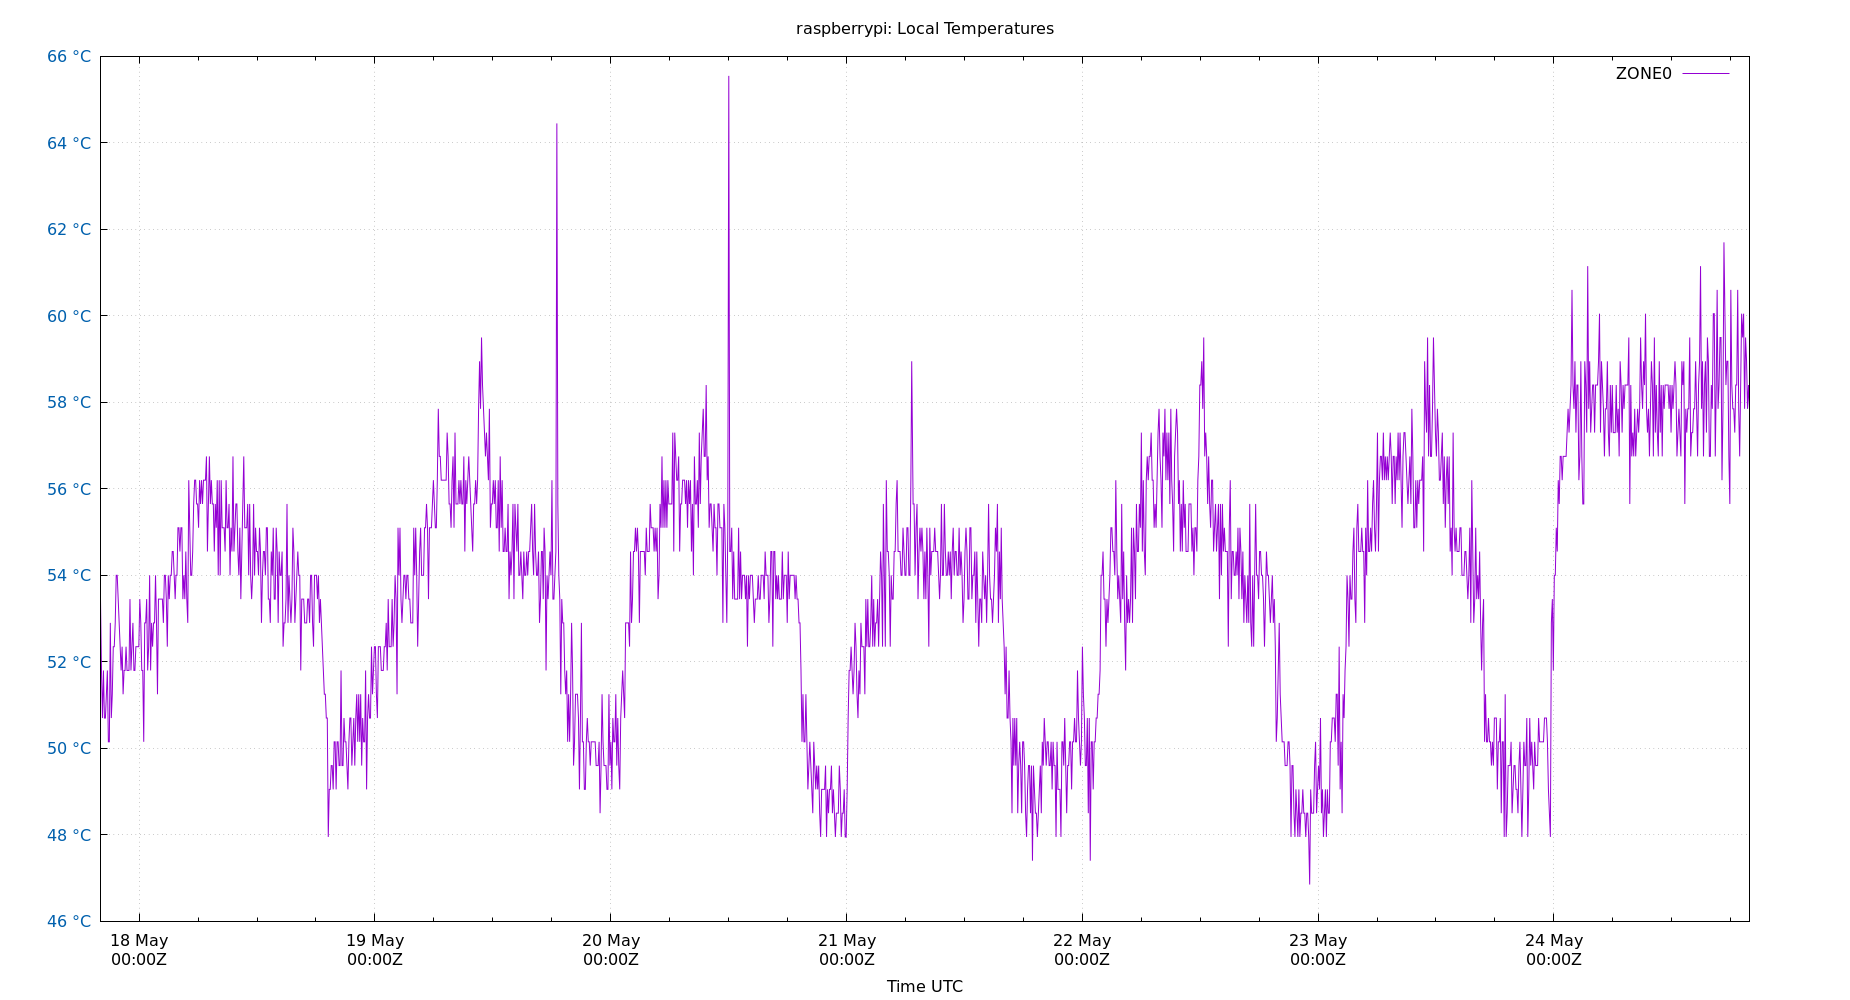 raspberrypi: Local Temperatures
ZONE0
66 °C
64 °C
62 °C
60 °C
58 °C
56 °C
54 °C
52 °C
50 °C
48 °C
46 °C
18 May 19 May 20 May 21 May 22 May 23 May 24 May
00:00Z 00:00Z 00:00Z 00:00Z 00:00Z 00:00Z 00:00Z
Time UTC